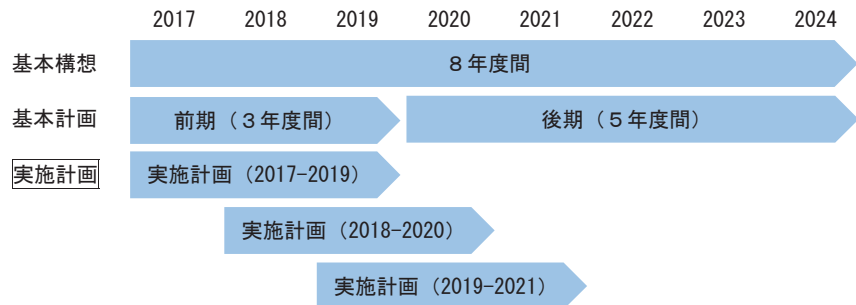 2017 2018 2019 2020 2021 2022 2023 2024
基本構想 8年度間
基本計画 前期（3年度間） 後期（5年度間）
実施計画 実施計画（2017-2019）
実施計画（2018-2020）
実施計画（2019-2021）